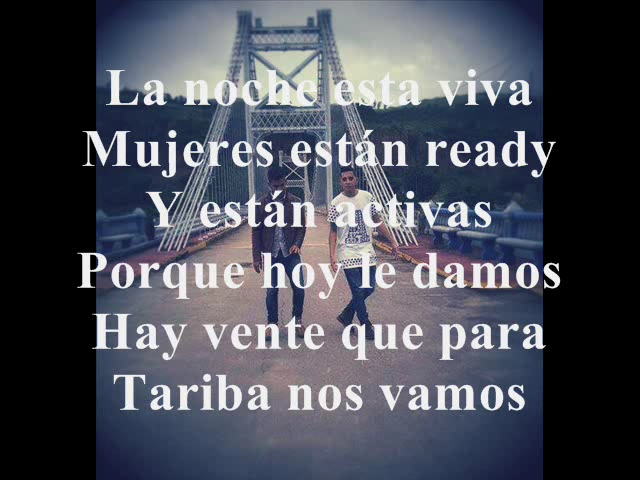 La noche esta viva
Mujeres están ready
Y están activas
Porque hoy le damos
Hay vente que para
Tariba nos vamos